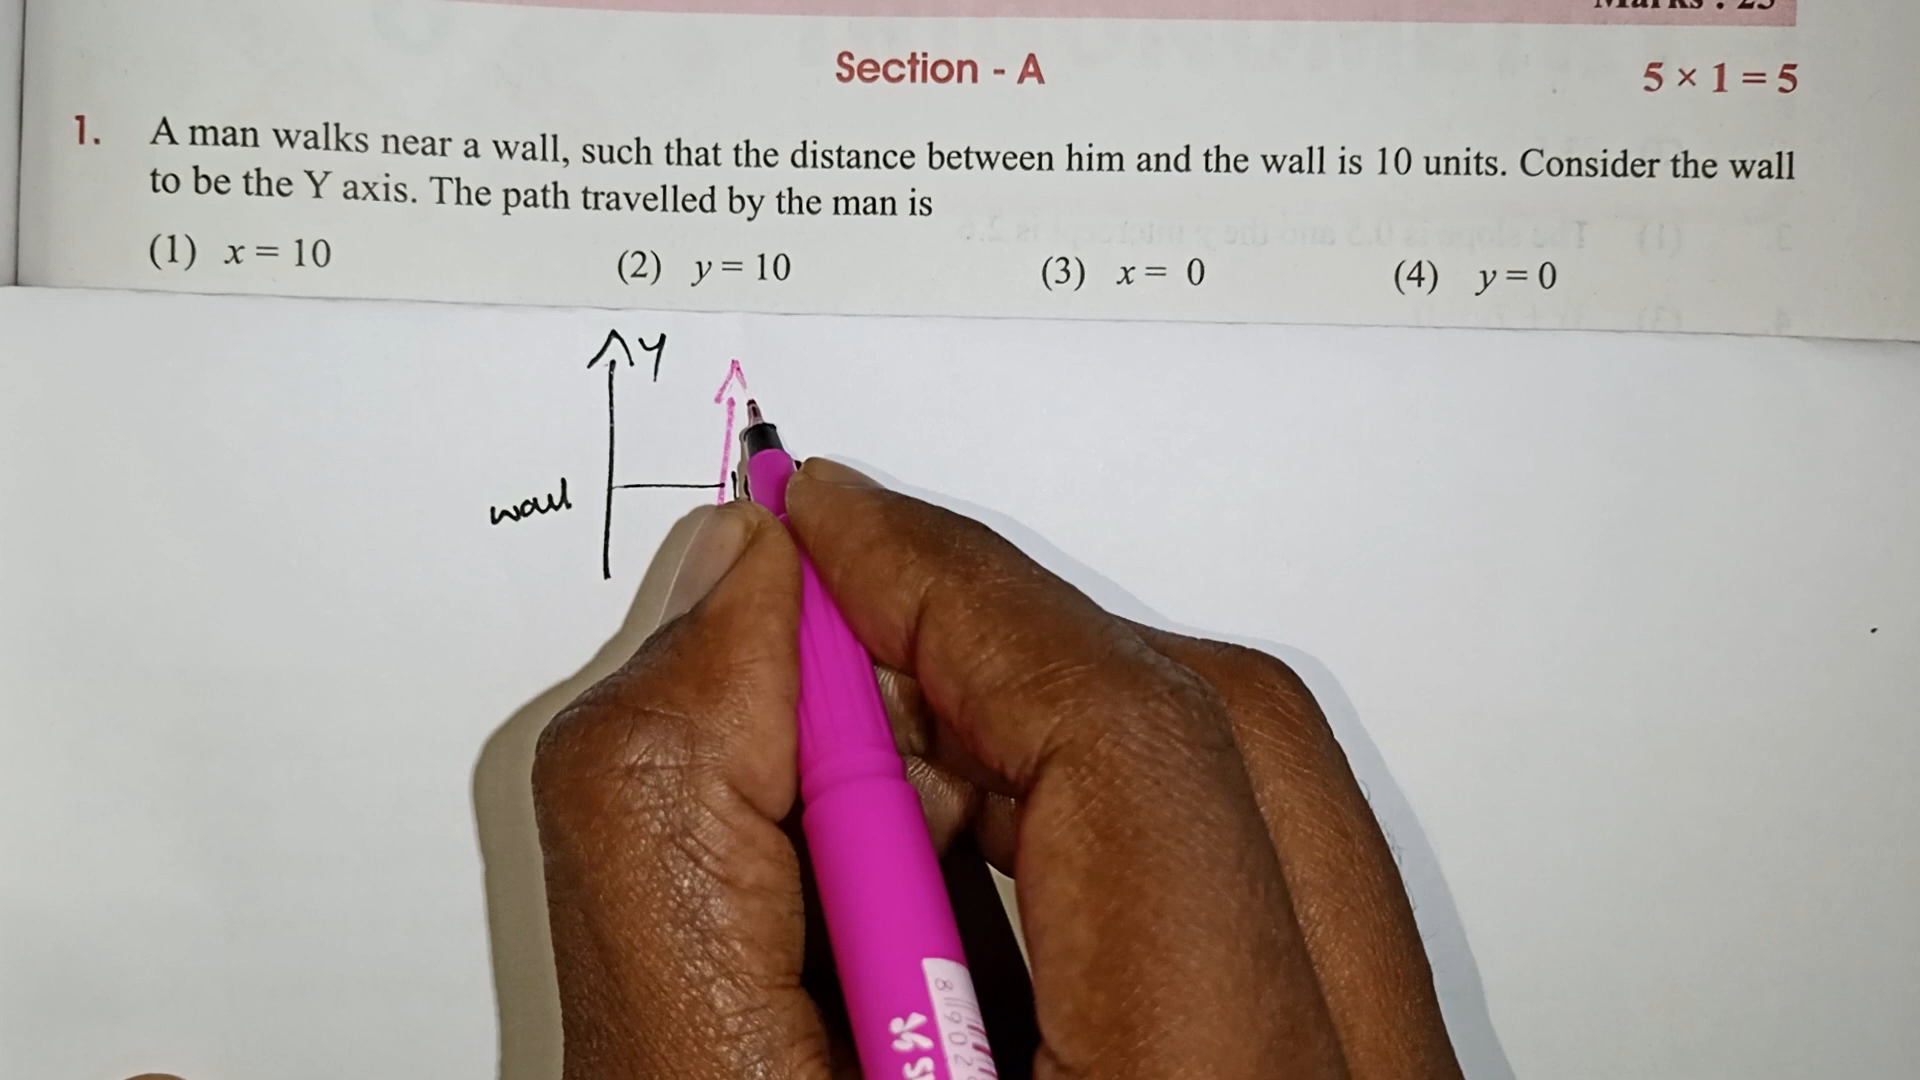 Section - A
5 × 1 = 5
1. A man walks near a wall, such that the distance between him and the wall is 10 units. Consider the wall
to be the Y axis. The path travelled by the man is
(1) x = 10 (2) y = 10 (3) x = 0 (4) y = 0
Y
wall